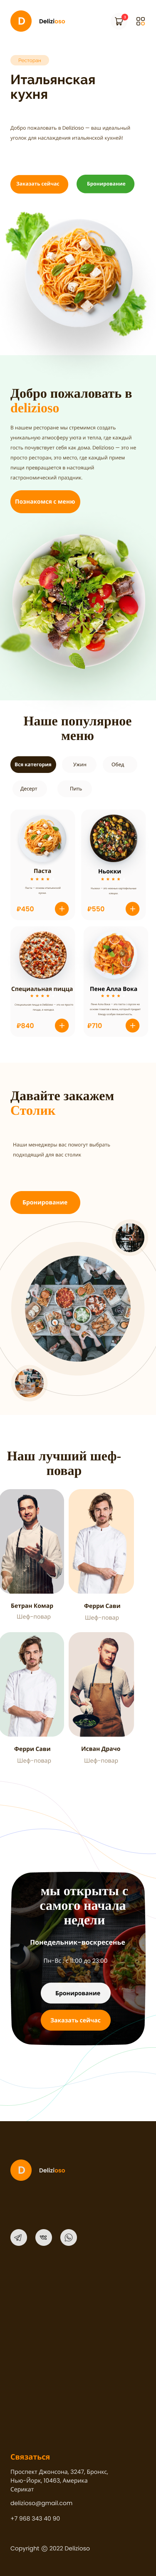 D Delizioso
Ресторан
Итальянская
кухня
Добро пожаловать в Delizioso — ваш идеальный
уголок для наслаждения итальянской кухней!
Заказать сейчас
Бронирование
Добро пожаловать в
delizioso
В нашем ресторане мы стремимся создать
уникальную атмосферу уюта и тепла, где каждый
гость почувствует себя как дома. Delizioso — это не
просто ресторан, это место, где каждый прием
пищи превращается в настоящий
гастрономический праздник.
Познакомся с меню
Наше популярное
меню
Вся категория
Ужин
Обед
Десерт
Пить
Паста
₽450
Ньокки
₽550
Специальная пицца
₽840
Пене Алла Вока
₽710
Давайте закажем
Столик
Наши менеджеры вас помогут выбрать
подходящий для вас столик
Бронирование
Наш лучший шеф-
повар
Бетран Комар
Шеф-повар
Ферри Сави
Шеф-повар
Ферри Сави
Шеф-повар
Исван Драчо
Шеф-повар
мы открыты с
самого начала
недели
Понедельник-воскресенье
Пн-Вс : с 11:00 до 23:00
Бронирование
Заказать сейчас
D Delizioso
Связаться
Проспект Джонсона, 3247, Бронкс,
Нью-Йорк, 10463, Америка
Серикат
delizioso@gmail.com
+7 968 343 40 90
Copyright © 2022 Delizioso